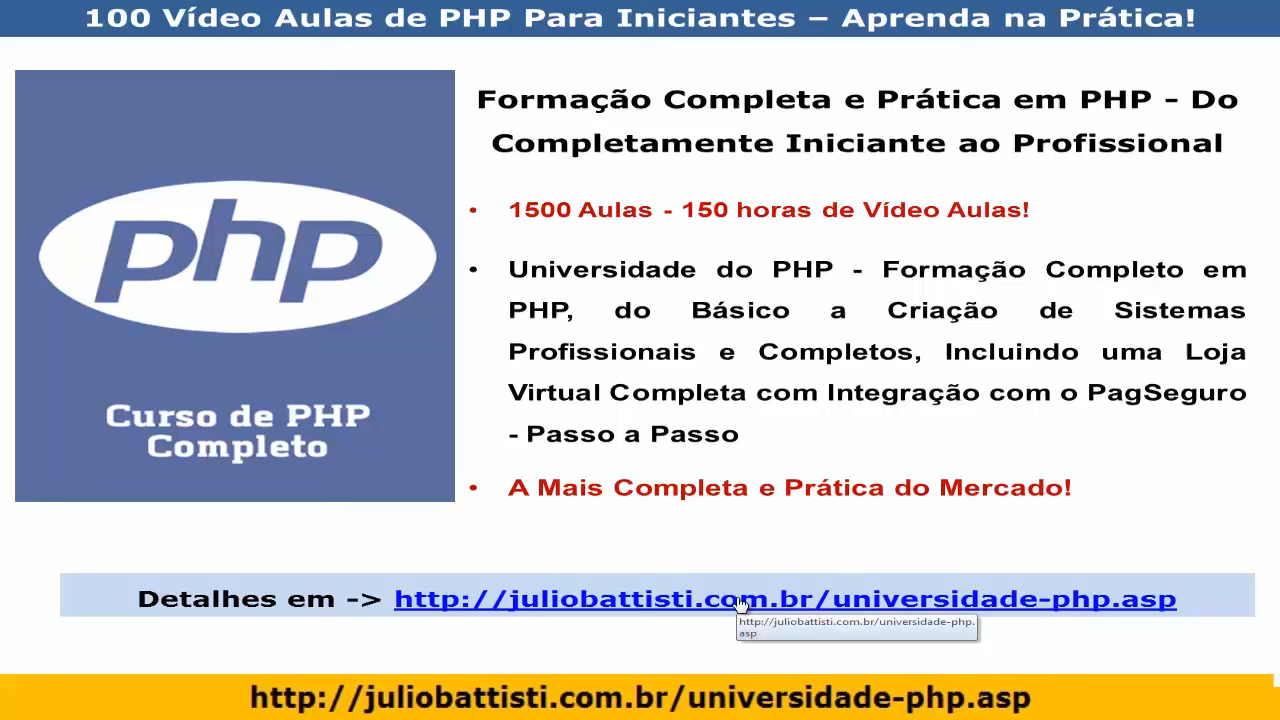 100 Vídeo Aulas de PHP Para Iniciantes – Aprenda na Prática!
php
Curso de PHP
Completo
Formação Completa e Prática em PHP - Do
Completamente Iniciante ao Profissional
• 1500 Aulas - 150 horas de Vídeo Aulas!
• Universidade do PHP - Formação Completo em
PHP, do Básico a Criação de Sistemas
Profissionais e Completos, Incluindo uma Loja
Virtual Completa com Integração com o PagSeguro
- Passo a Passo
• A Mais Completa e Prática do Mercado!
Detalhes em -> http://juliobattisti.com.br/universidade-php.asp
http://juliobattisti.com.br/universidade-php.
asp
http://juliobattisti.com.br/universidade-php.asp